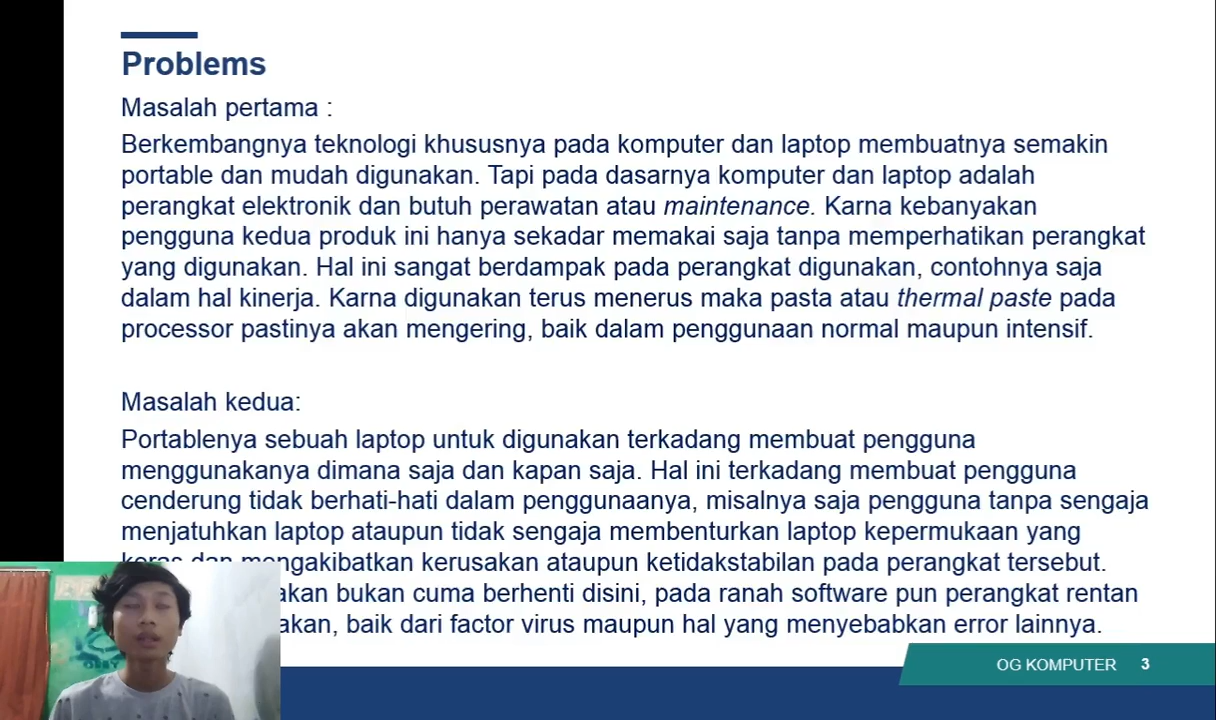 Problems
Masalah pertama :
Berkembangnya teknologi khususnya pada komputer dan laptop membuatnya semakin
portable dan mudah digunakan. Tapi pada dasarnya komputer dan laptop adalah
perangkat elektronik dan butuh perawatan atau maintenance. Karna kebanyakan
pengguna kedua produk ini hanya sekadar memakai saja tanpa memperhatikan perangkat
yang digunakan. Hal ini sangat berdampak pada perangkat digunakan, contohnya saja
dalam hal kinerja. Karna digunakan terus menerus maka pasta atau thermal paste pada
processor pastinya akan mengering, baik dalam penggunaan normal maupun intensif.
Masalah kedua:
Portablenya sebuah laptop untuk digunakan terkadang membuat pengguna
menggunakanya dimana saja dan kapan saja. Hal ini terkadang membuat pengguna
cenderung tidak berhati-hati dalam penggunaanya, misalnya saja pengguna tanpa sengaja
menjatuhkan laptop ataupun tidak sengaja membenturkan laptop kepermukaan yang
keras dan mengakibatkan kerusakan ataupun ketidakstabilan pada perangkat tersebut.
akan bukan cuma berhenti disini, pada ranah software pun perangkat rentan
akan, baik dari factor virus maupun hal yang menyebabkan error lainnya.
OG KOMPUTER 3